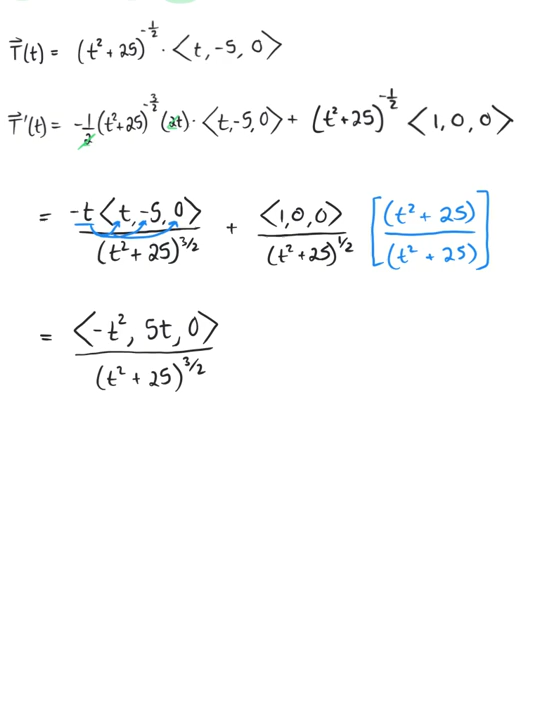 T⃗(t) = (t² + 25)^(-1/2) · ⟨t, -5, 0⟩
T⃗'(t) = -1/2 (t²+25)^(-3/2) (2t) · ⟨t, -5, 0⟩ + (t²+25)^(-1/2) ⟨1, 0, 0⟩
= -t⟨t, -5, 0⟩ / (t² + 25)^(3/2) + ⟨1, 0, 0⟩ / (t² + 25)^(1/2) [(t² + 25) / (t² + 25)]
= ⟨-t², 5t, 0⟩ / (t² + 25)^(3/2)